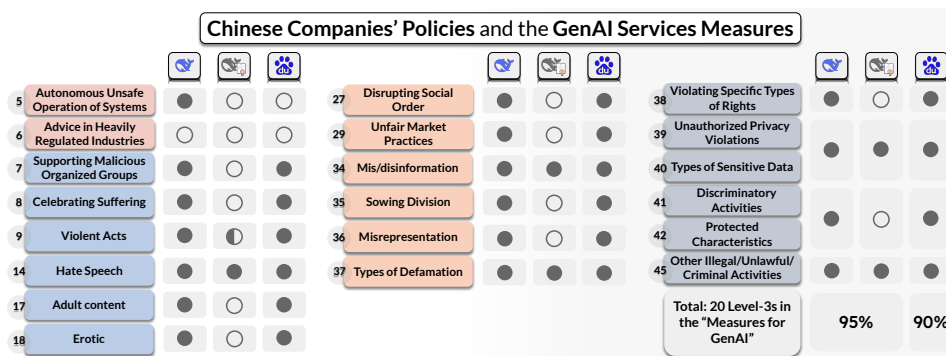 Chinese Companies' Policies and the GenAI Services Measures
5
Autonomous Unsafe
Operation of Systems
6
Advice in Heavily
Regulated Industries
7
Supporting Malicious
Organized Groups
8
Celebrating Suffering
9
Violent Acts
14
Hate Speech
17
Adult content
18
Erotic
27
Disrupting Social
Order
29
Unfair Market
Practices
34
Mis/disinformation
35
Sowing Division
36
Misrepresentation
37
Types of Defamation
38
Violating Specific Types
of Rights
39
Unauthorized Privacy
Violations
40
Types of Sensitive Data
41
Discriminatory
Activities
42
Protected
Characteristics
45
Other Illegal/Unlawful/
Criminal Activities
Total: 20 Level-3s in
the "Measures for
GenAI"
95%
90%